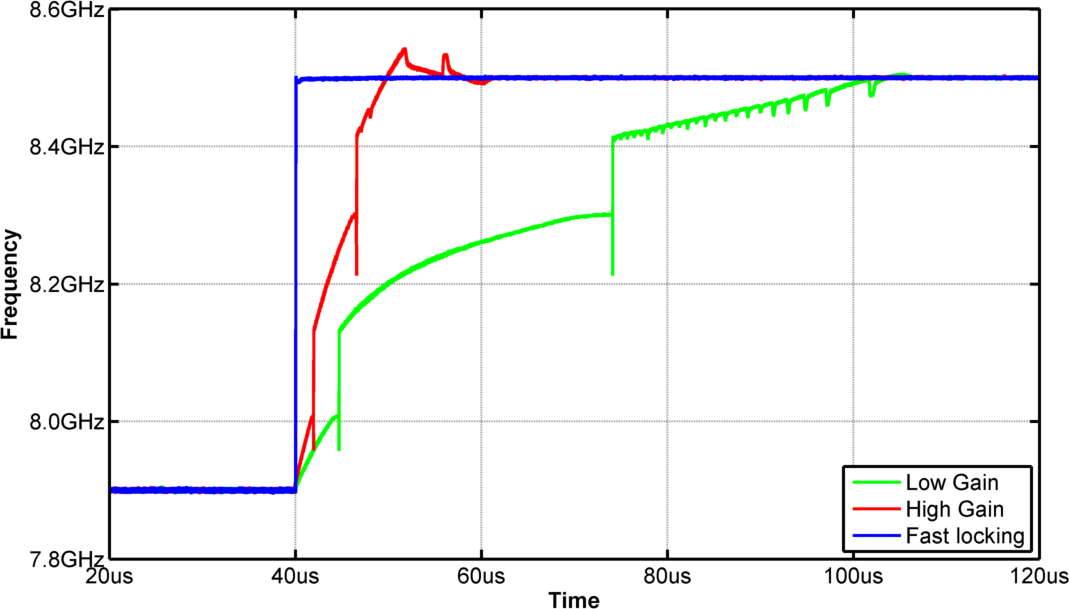 8.6GHz
8.4GHz
8.2GHz
8.0GHz
7.8GHz
Frequency
20us 40us 60us 80us 100us 120us
Time
Low Gain
High Gain
Fast locking